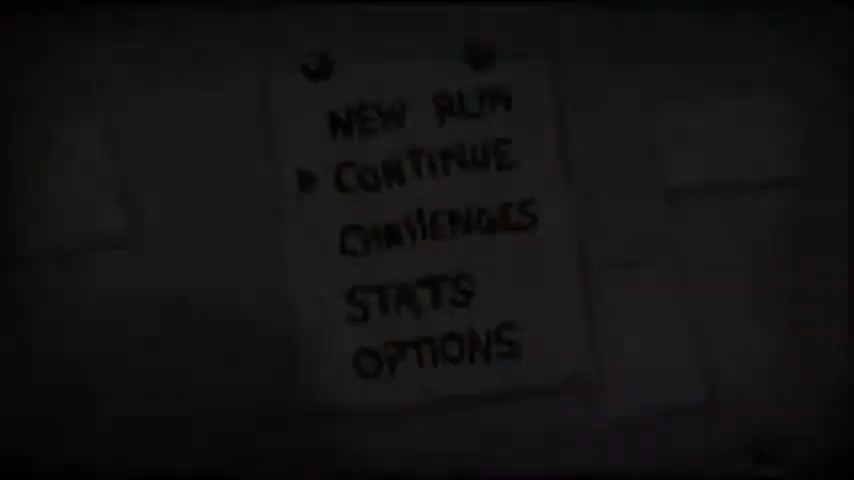 NEW RUN
CONTINUE
CHALLENGES
STATS
OPTIONS